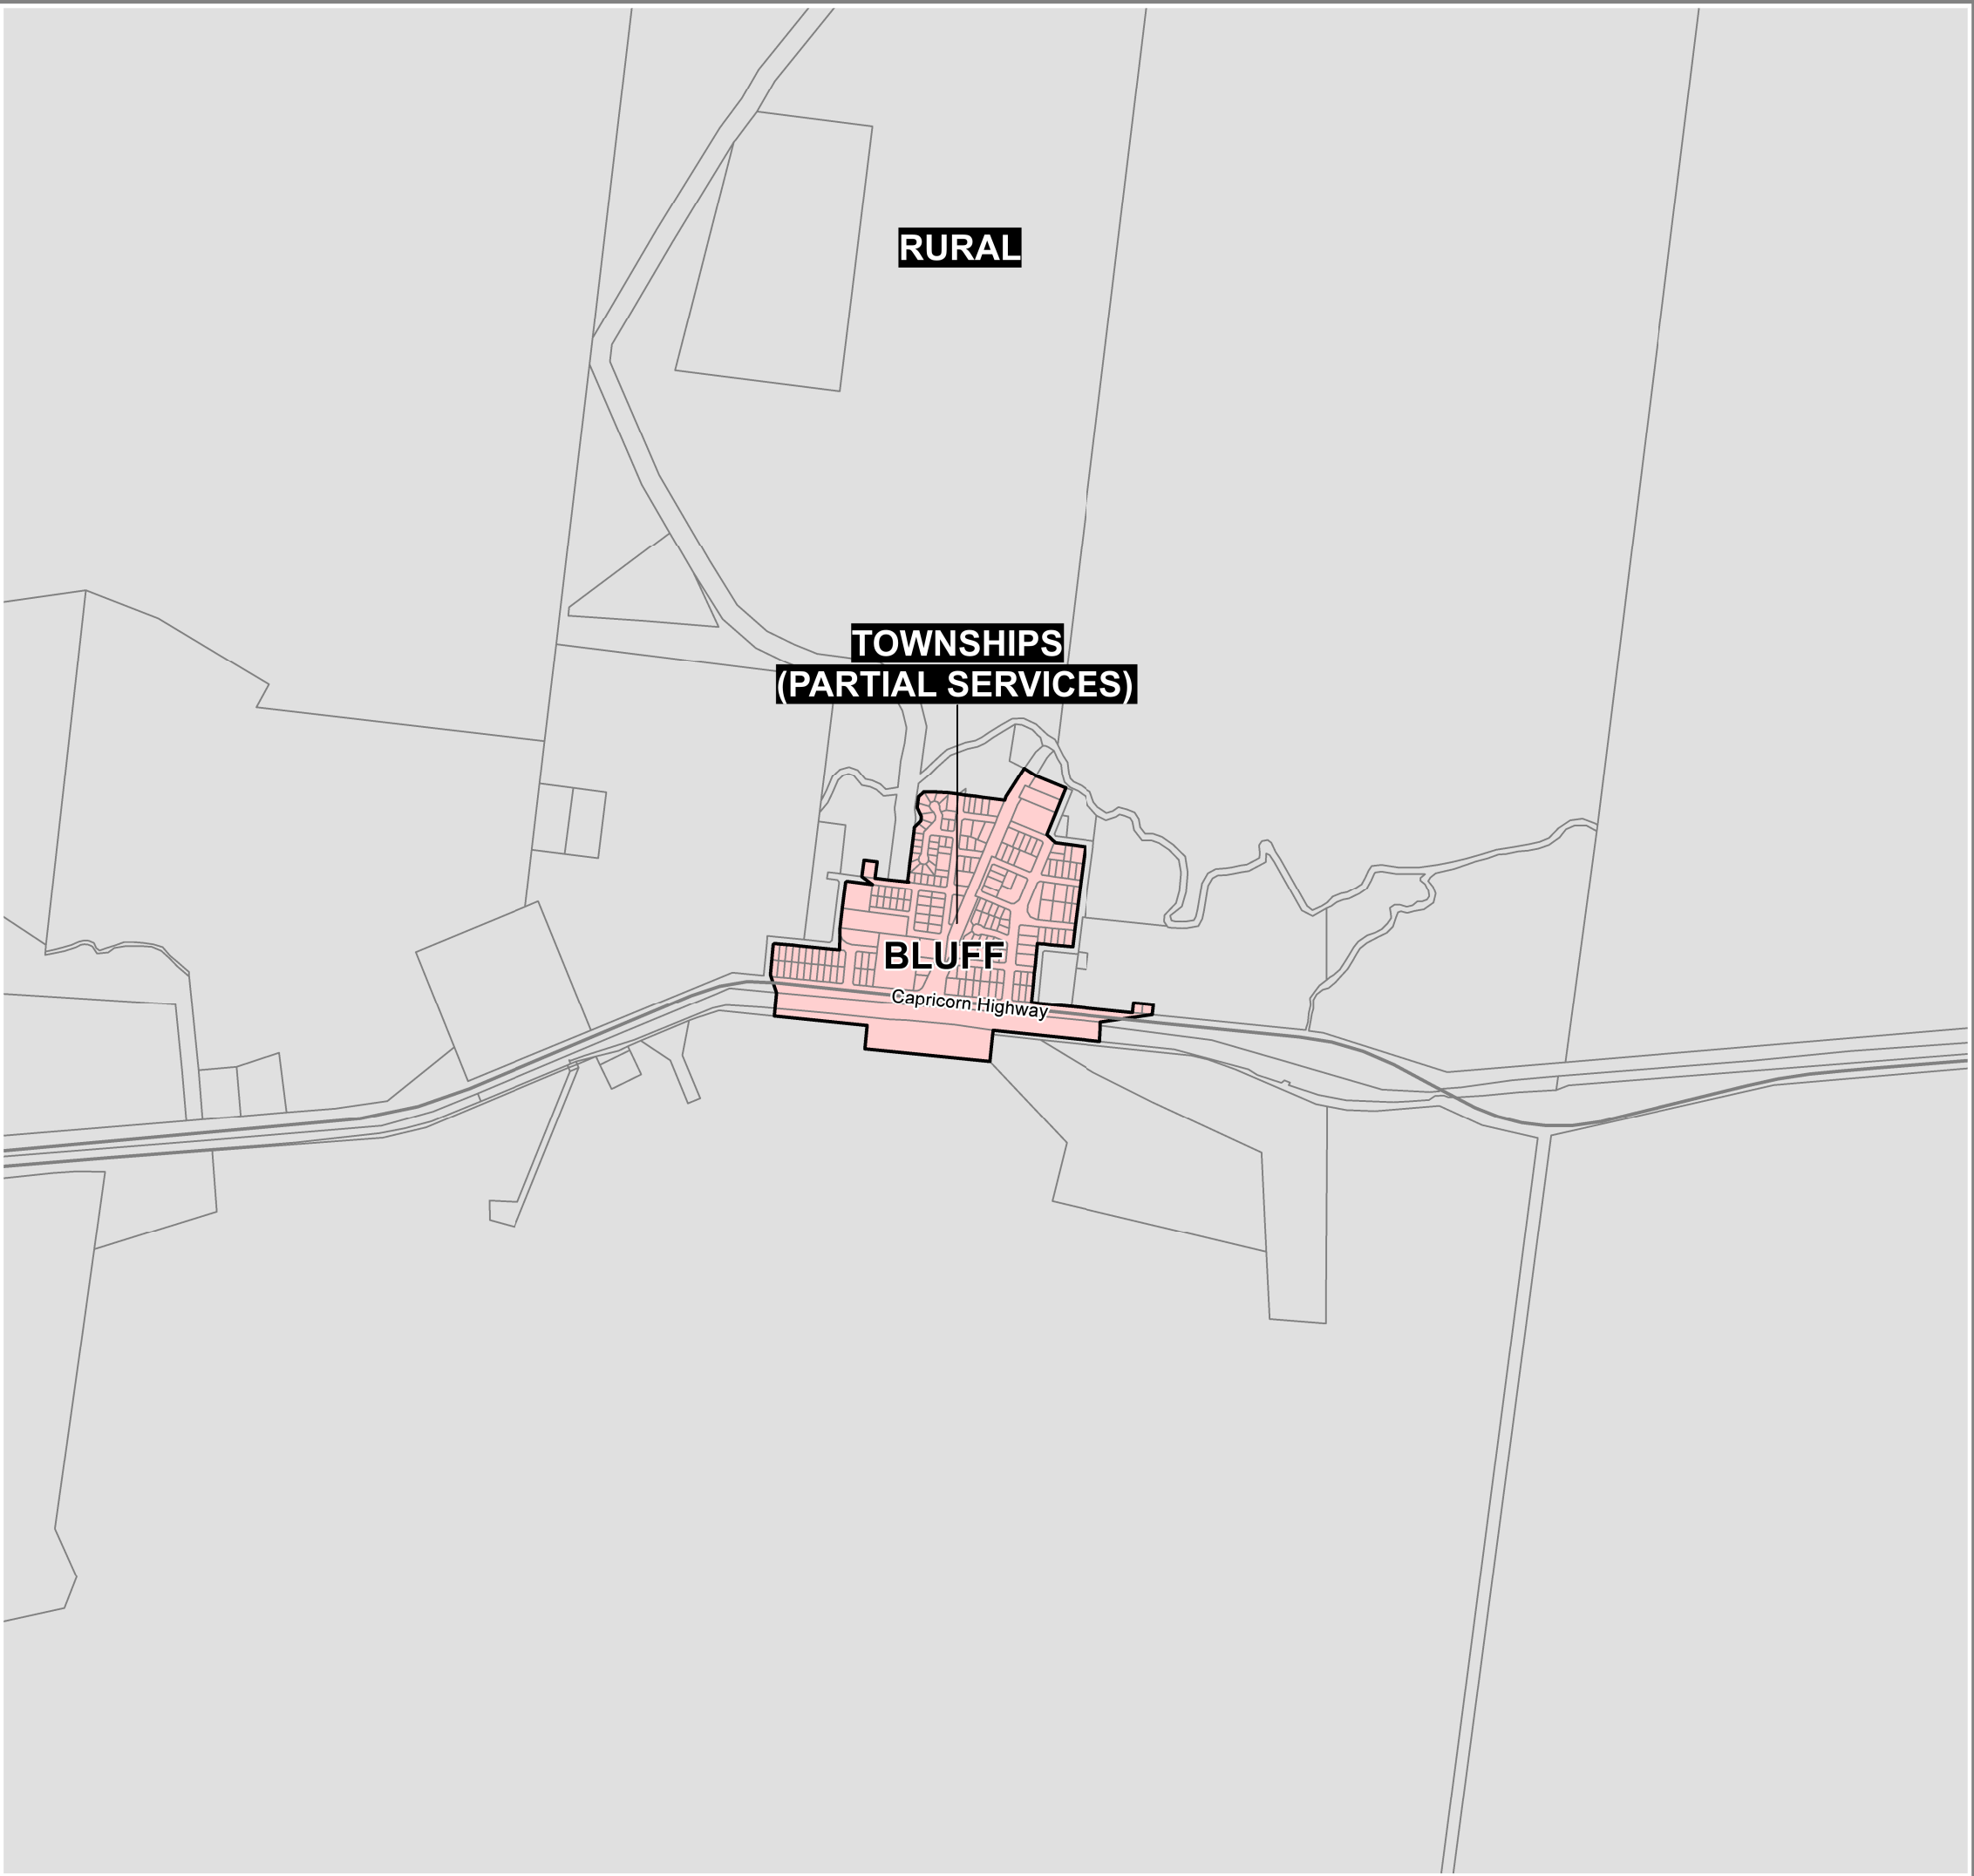 RURAL
TOWNSHIPS
(PARTIAL SERVICES)
BLUFF
Capricorn Highway